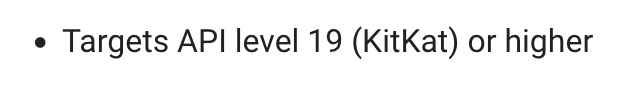 • Targets API level 19 (KitKat) or higher